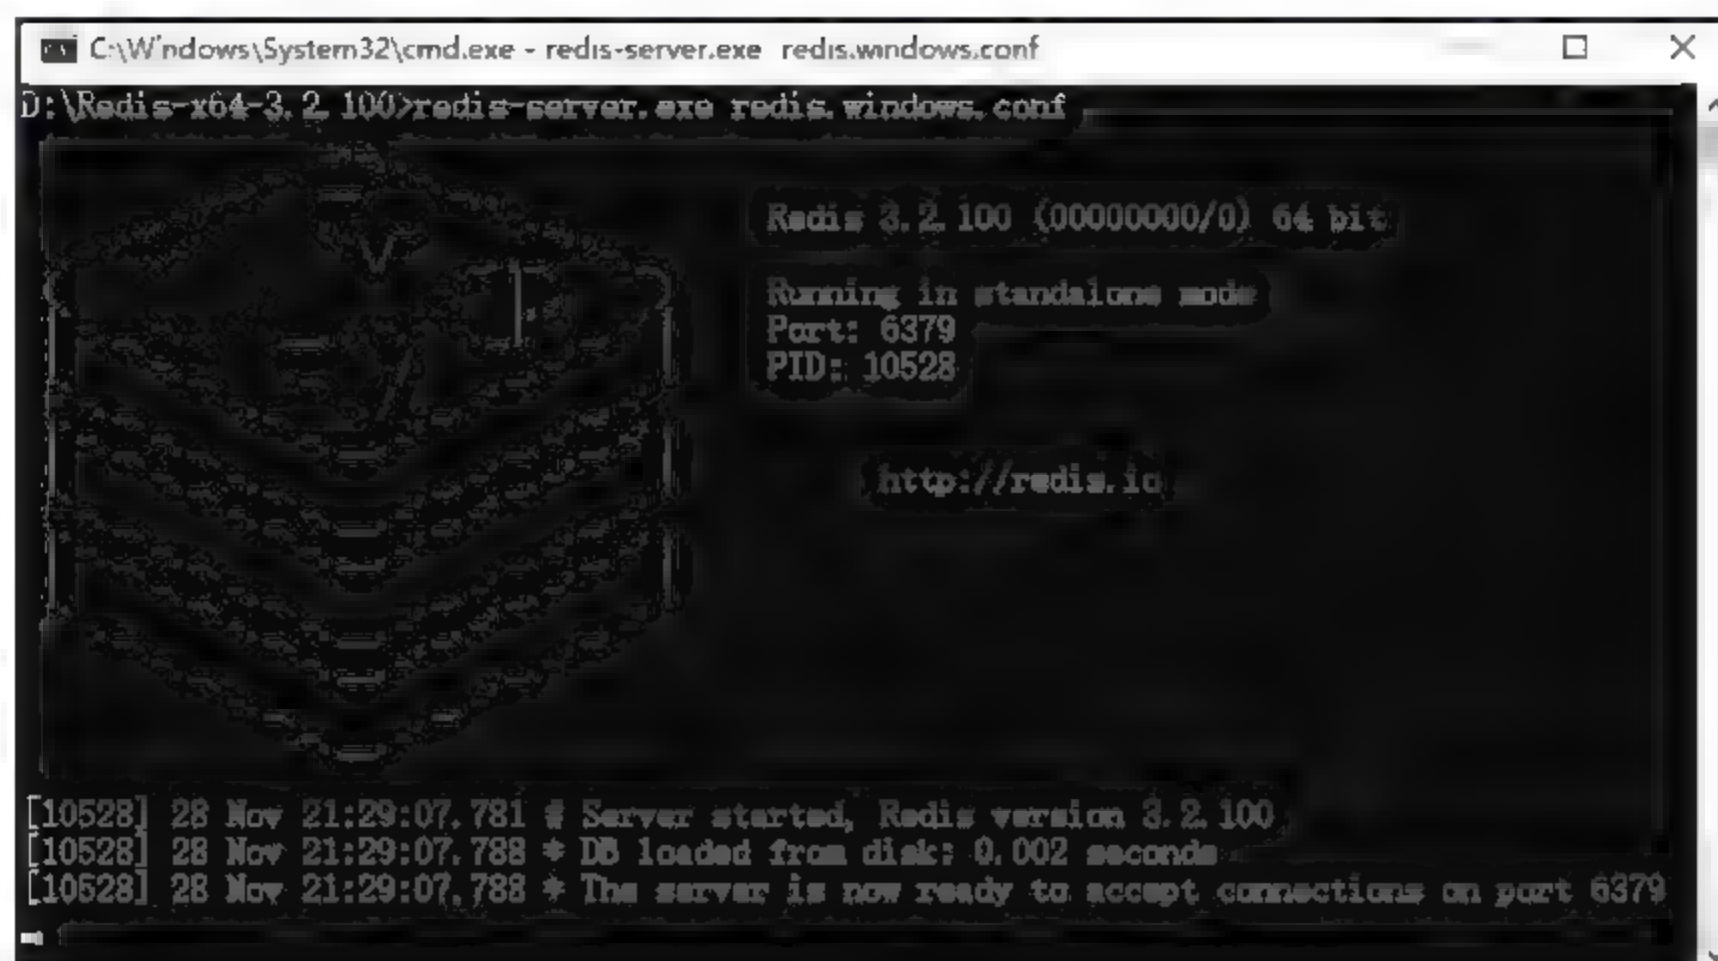 C:\Windows\System32\cmd.exe - redis-server.exe redis.windows.conf
D:\Redis-x64-3.2.100>redis-server.exe redis.windows.conf
Redis 3.2.100 (00000000/0) 64 bit
Running in standalone mode
Port: 6379
PID: 10528
http://redis.io
[10528] 28 Nov 21:29:07.781 # Server started, Redis version 3.2.100
[10528] 28 Nov 21:29:07.788 * DB loaded from disk: 0.002 seconds
[10528] 28 Nov 21:29:07.788 * The server is now ready to accept connections on port 6379